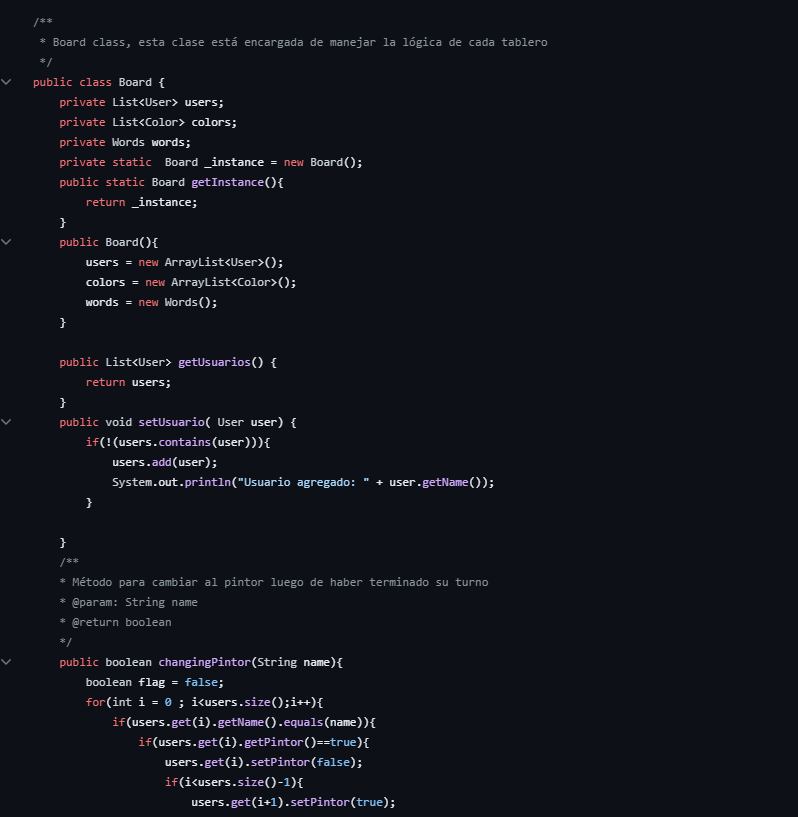 /**
 * Board class, esta clase está encargada de manejar la lógica de cada tablero
 */
public class Board {
    private List<User> users;
    private List<Color> colors;
    private Words words;
    private static  Board _instance = new Board();
    public static Board getInstance(){
        return _instance;
    }
    public Board(){
        users = new ArrayList<User>();
        colors = new ArrayList<Color>();
        words = new Words();
    }

    public List<User> getUsuarios() {
        return users;
    }
    public void setUsuario( User user) {
        if(!(users.contains(user))){
            users.add(user);
            System.out.println("Usuario agregado: " + user.getName());
        }

    }
    /**
    * Método para cambiar al pintor luego de haber terminado su turno
    * @param: String name
    * @return boolean
    */
    public boolean changingPintor(String name){
        boolean flag = false;
        for(int i = 0 ; i<users.size();i++){
            if(users.get(i).getName().equals(name)){
                if(users.get(i).getPintor()==true){
                    users.get(i).setPintor(false);
                    if(i<users.size()-1){
                        users.get(i+1).setPintor(true);